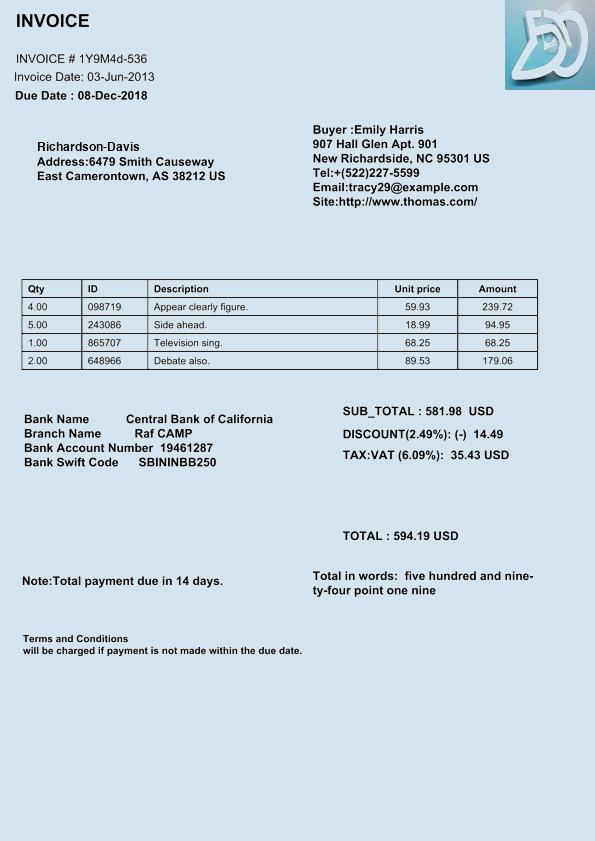 INVOICE
INVOICE # 1Y9M4d-536
Invoice Date: 03-Jun-2013
Due Date : 08-Dec-2018
Richardson-Davis
Address:6479 Smith Causeway
East Camerontown, AS 38212 US
Buyer :Emily Harris
907 Hall Glen Apt. 901
New Richardside, NC 95301 US
Tel:+(522)227-5599
Email:tracy29@example.com
Site:http://www.thomas.com/
Qty ID Description Unit price Amount
4.00 098719 Appear clearly figure. 59.93 239.72
5.00 243086 Side ahead. 18.99 94.95
1.00 865707 Television sing. 68.25 68.25
2.00 648966 Debate also. 89.53 179.06
Bank Name Central Bank of California
Branch Name Raf CAMP
Bank Account Number 19461287
Bank Swift Code SBININBB250
SUB_TOTAL : 581.98 USD
DISCOUNT(2.49%): (-) 14.49
TAX:VAT (6.09%): 35.43 USD
TOTAL : 594.19 USD
Note:Total payment due in 14 days.
Total in words: five hundred and nine-
ty-four point one nine
Terms and Conditions
will be charged if payment is not made within the due date.